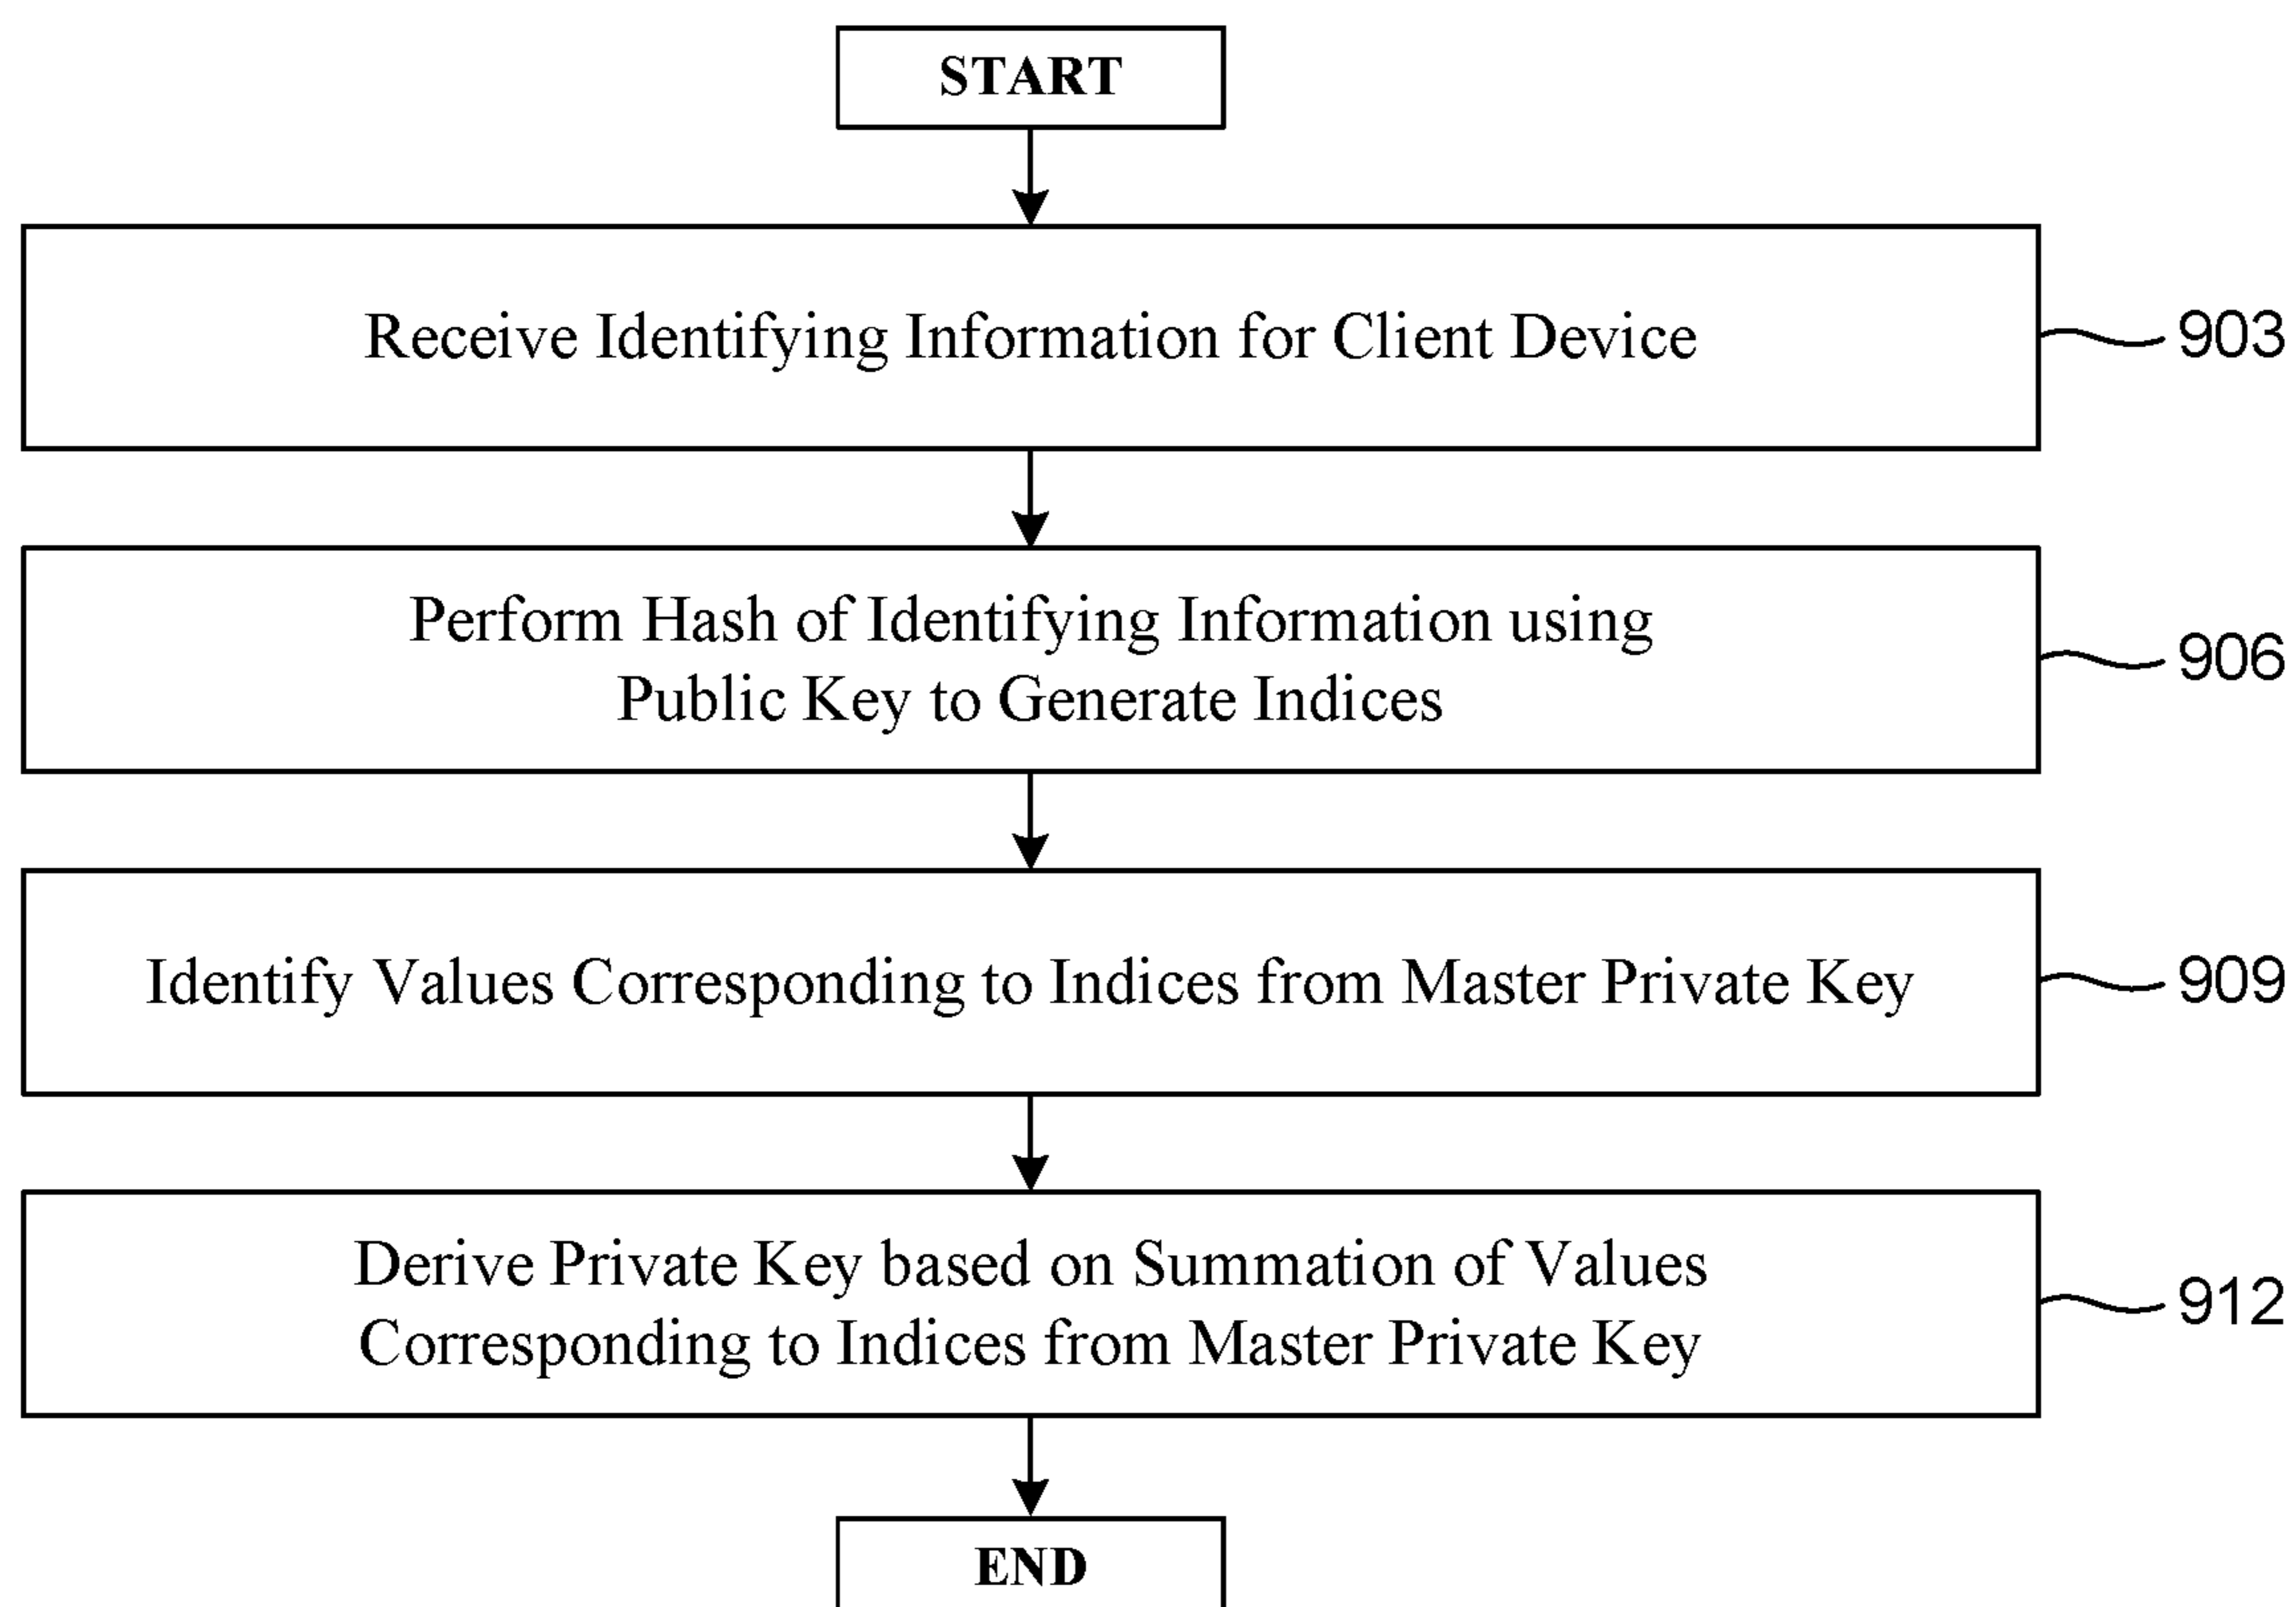 START
Receive Identifying Information for Client Device
903
Perform Hash of Identifying Information using
Public Key to Generate Indices
906
Identify Values Corresponding to Indices from Master Private Key
909
Derive Private Key based on Summation of Values
Corresponding to Indices from Master Private Key
912
END